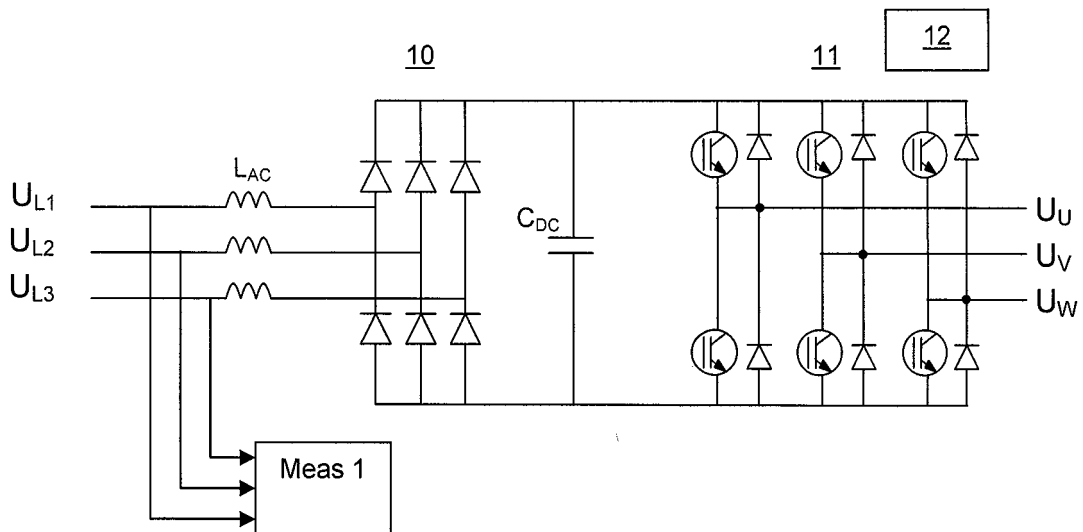 10
11
12
L_AC
U_L1
U_L2
U_L3
C_DC
U_U
U_V
U_W
Meas 1